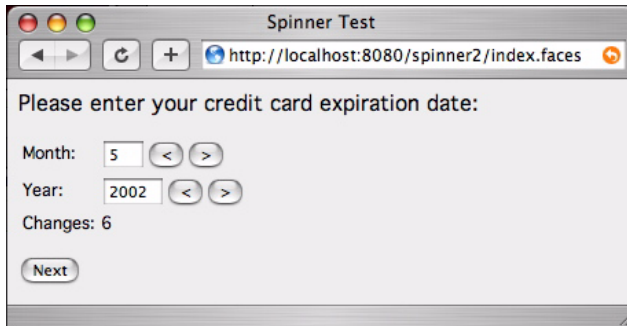 Spinner Test
http://localhost:8080/spinner2/index.faces
Please enter your credit card expiration date:
Month: 5 < >
Year: 2002 < >
Changes: 6
Next